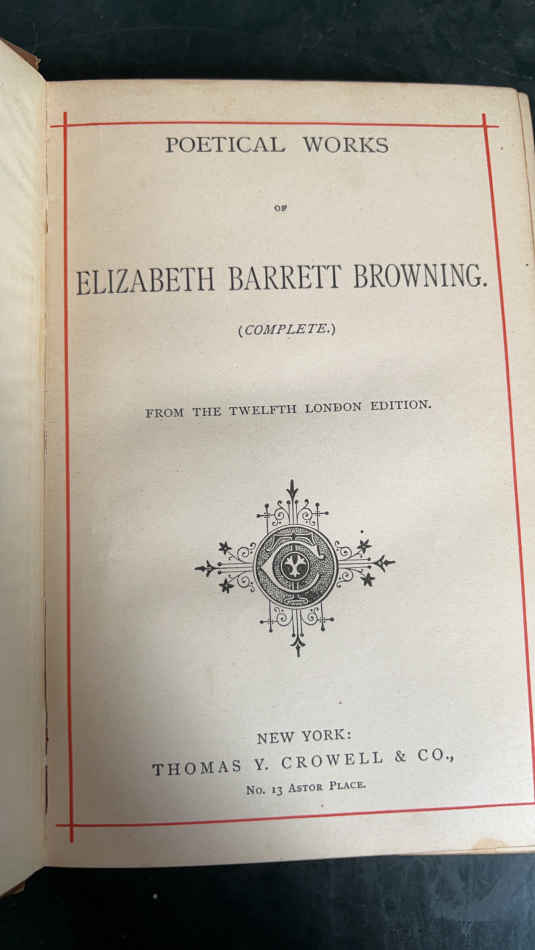 POETICAL WORKS
OF
ELIZABETH BARRETT BROWNING.
(COMPLETE.)
FROM THE TWELFTH LONDON EDITION.
NEW YORK:
THOMAS Y. CROWELL & CO.,
No. 13 Astor Place.